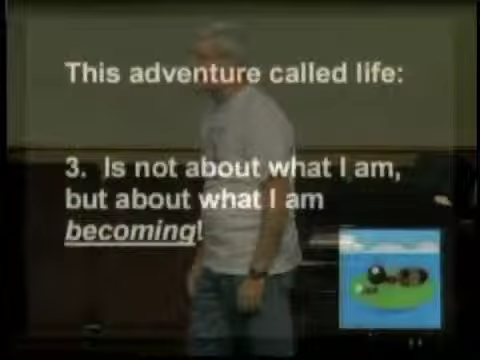 This adventure called life:
3. Is not about what I am,
but about what I am
becoming!